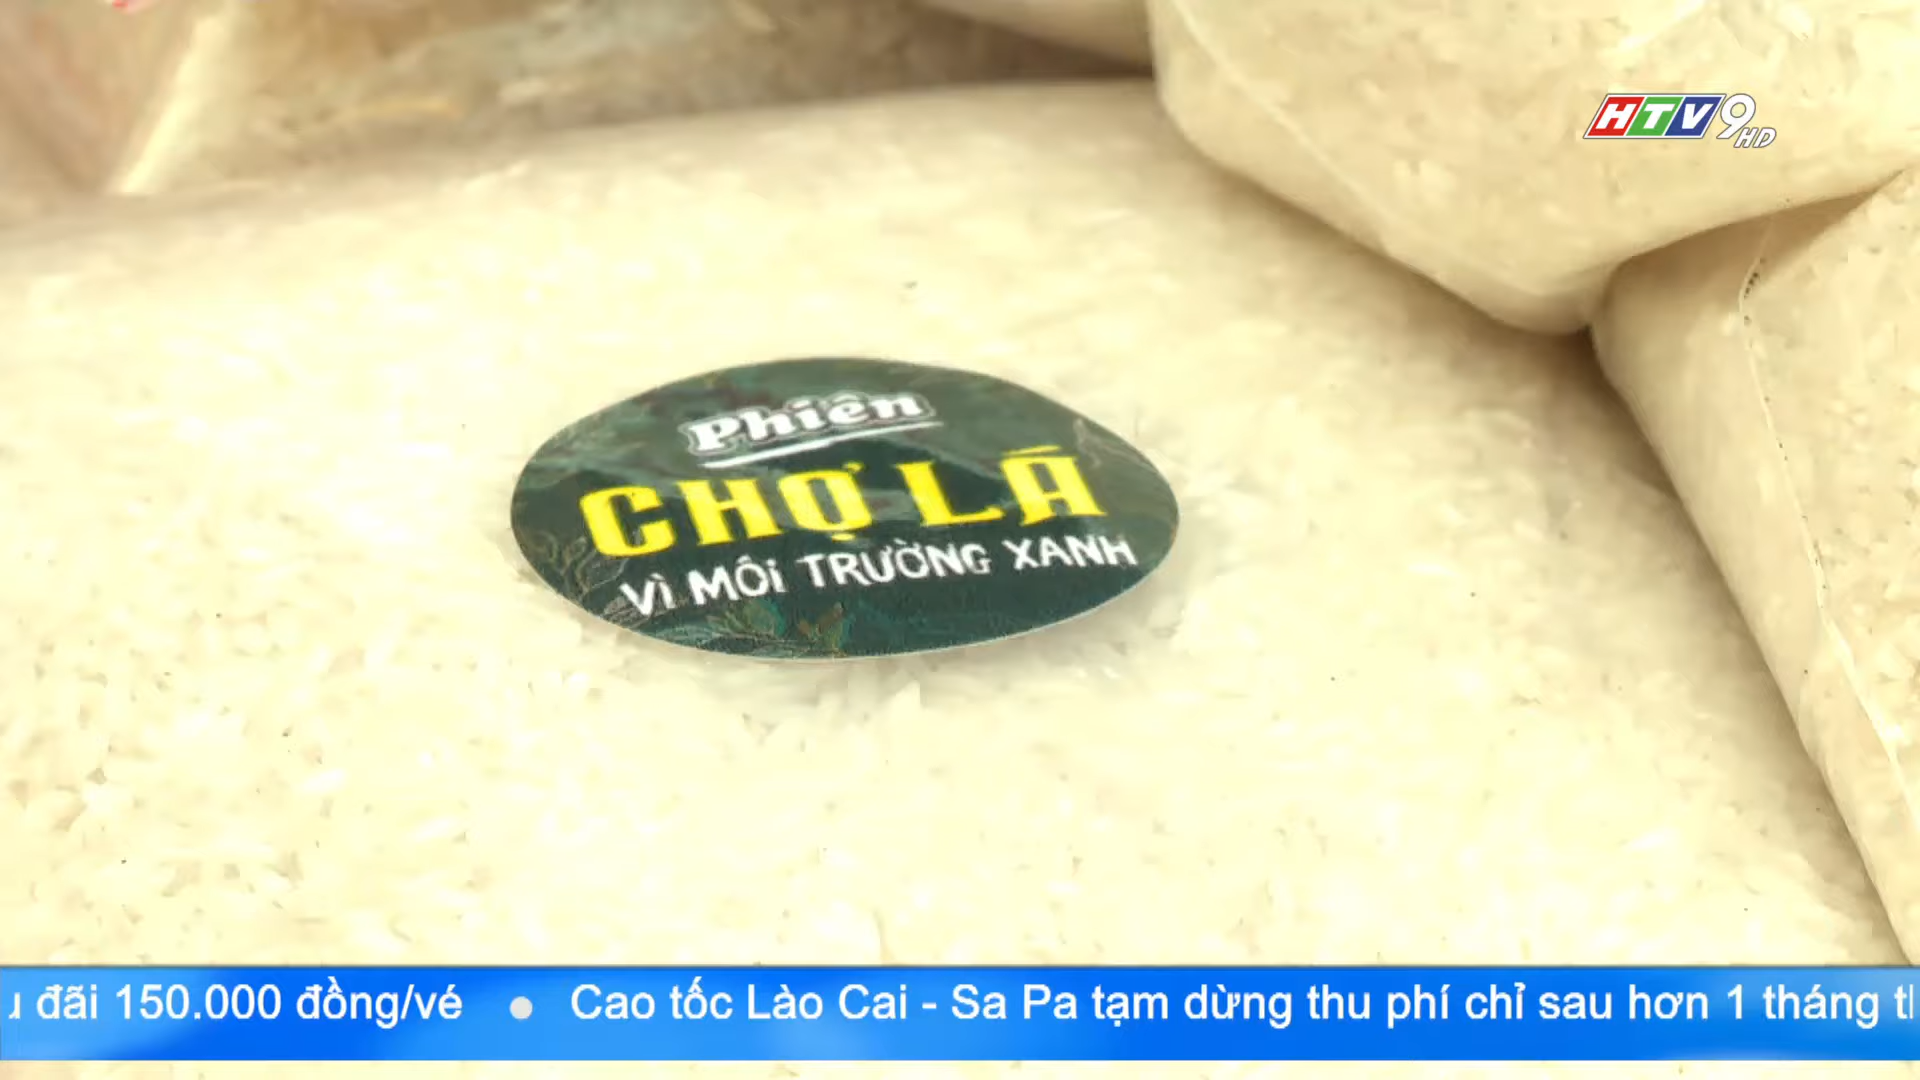 HTV9 HD
Phiên
CHỢ LÁ
VÌ MÔI TRƯỜNG XANH
đãi 150.000 đồng/vé • Cao tốc Lào Cai - Sa Pa tạm dừng thu phí chỉ sau hơn 1 tháng